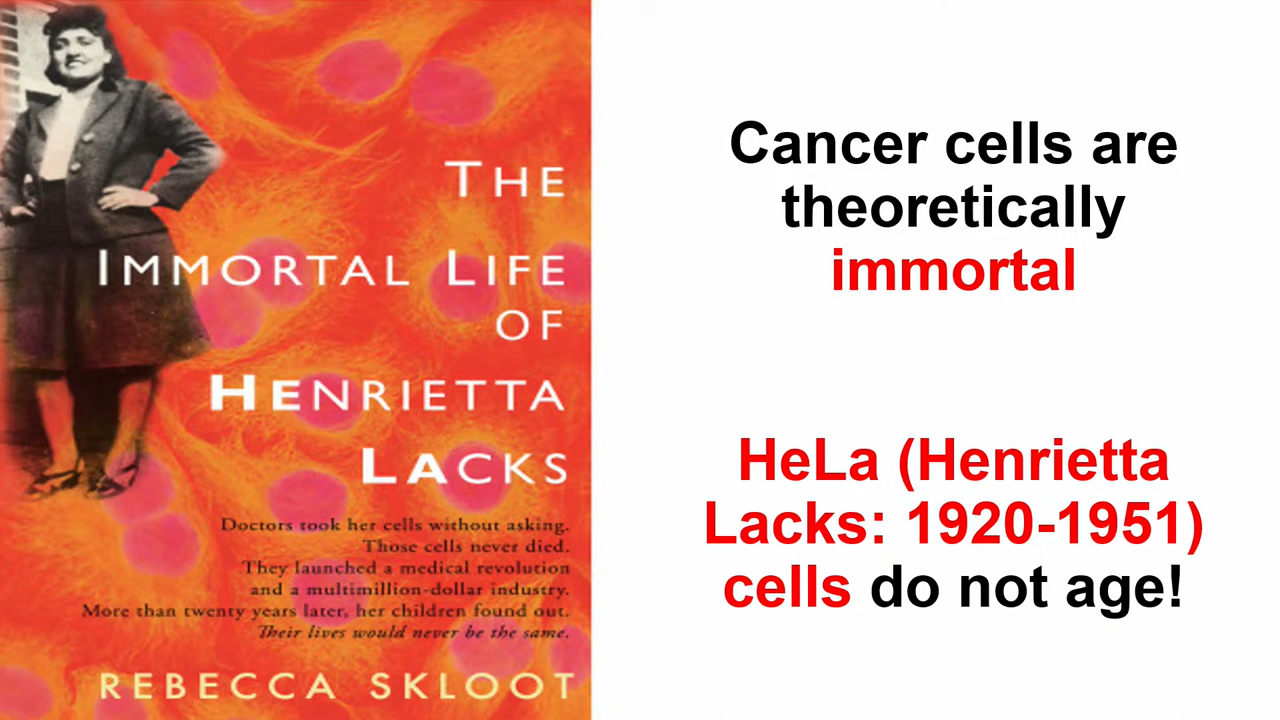 THE
IMMORTAL LIFE
OF
HENRIETTA
LACKS
Doctors took her cells without asking.
Those cells never died.
They launched a medical revolution
and a multimillion-dollar industry.
More than twenty years later, her children found out.
Their lives would never be the same.
REBECCA SKLOOT
Cancer cells are
theoretically
immortal
HeLa (Henrietta
Lacks: 1920-1951)
cells do not age!